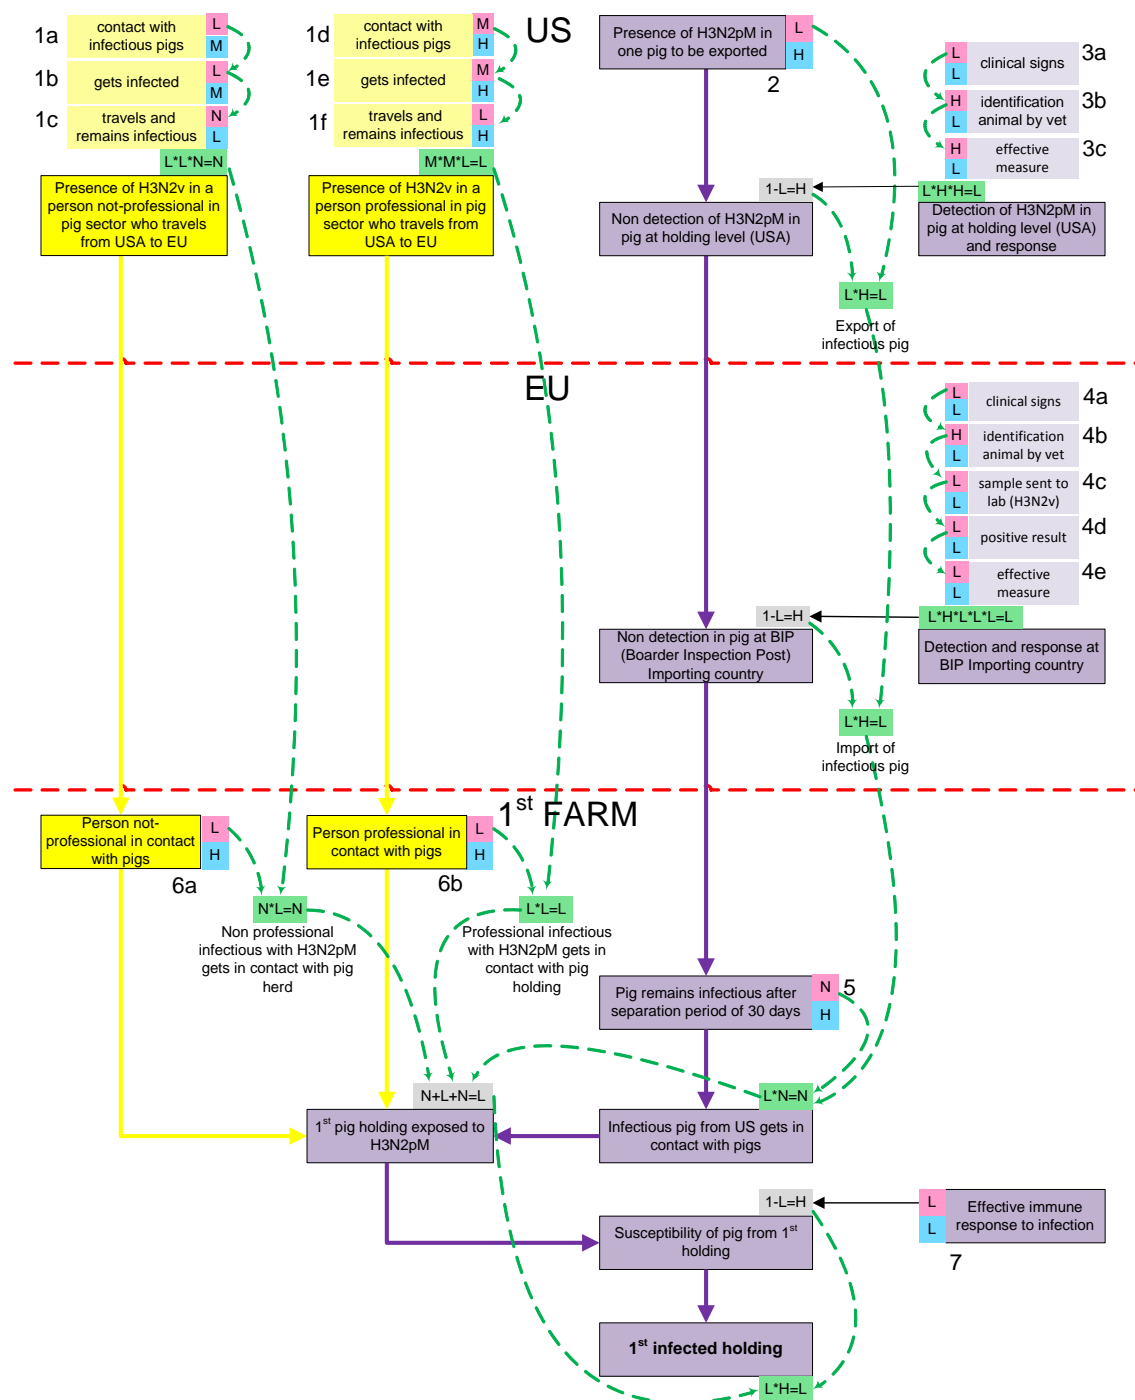 US
1a
contact with
infectious pigs
L
M
1b
gets infected
L
M
1c
travels and
remains infectious
N
L
L*L*N=N
Presence of H3N2v in a
person not-professional in
pig sector who travels
from USA to EU
1d
contact with
infectious pigs
M
H
1e
gets infected
M
H
1f
travels and
remains infectious
L
H
M*M*L=L
Presence of H3N2v in a
person professional in pig
sector who travels from
USA to EU
Presence of H3N2pM in
one pig to be exported
L
H
2
3a
L
L
clinical signs
3b
H
L
identification
animal by vet
3c
H
L
effective
measure
1-L=H
L*H*H=L
Non detection of H3N2pM in
pig at holding level (USA)
Detection of H3N2pM in
pig at holding level (USA)
and response
L*H=L
Export of
infectious pig
EU
4a
L
L
clinical signs
4b
H
L
identification
animal by vet
4c
L
L
sample sent to
lab (H3N2v)
4d
L
L
positive result
4e
L
L
effective
measure
1-L=H
L*H*L*L*L=L
Non detection in pig at BIP
(Boarder Inspection Post)
Importing country
Detection and response at
BIP Importing country
L*H=L
Import of
infectious pig
1st FARM
Person not-
professional in contact
with pigs
L
H
6a
Person professional in
contact with pigs
L
H
6b
N*L=N
Non professional
infectious with H3N2pM
gets in contact with pig
herd
L*L=L
Professional infectious
with H3N2pM gets in
contact with pig
holding
Pig remains infectious after
separation period of 30 days
N
H
5
N+L+N=L
1st pig holding exposed to
H3N2pM
L*N=N
Infectious pig from US gets in
contact with pigs
1-L=H
Susceptibility of pig from 1st
holding
L
L
Effective immune
response to infection
7
1st infected holding
L*H=L